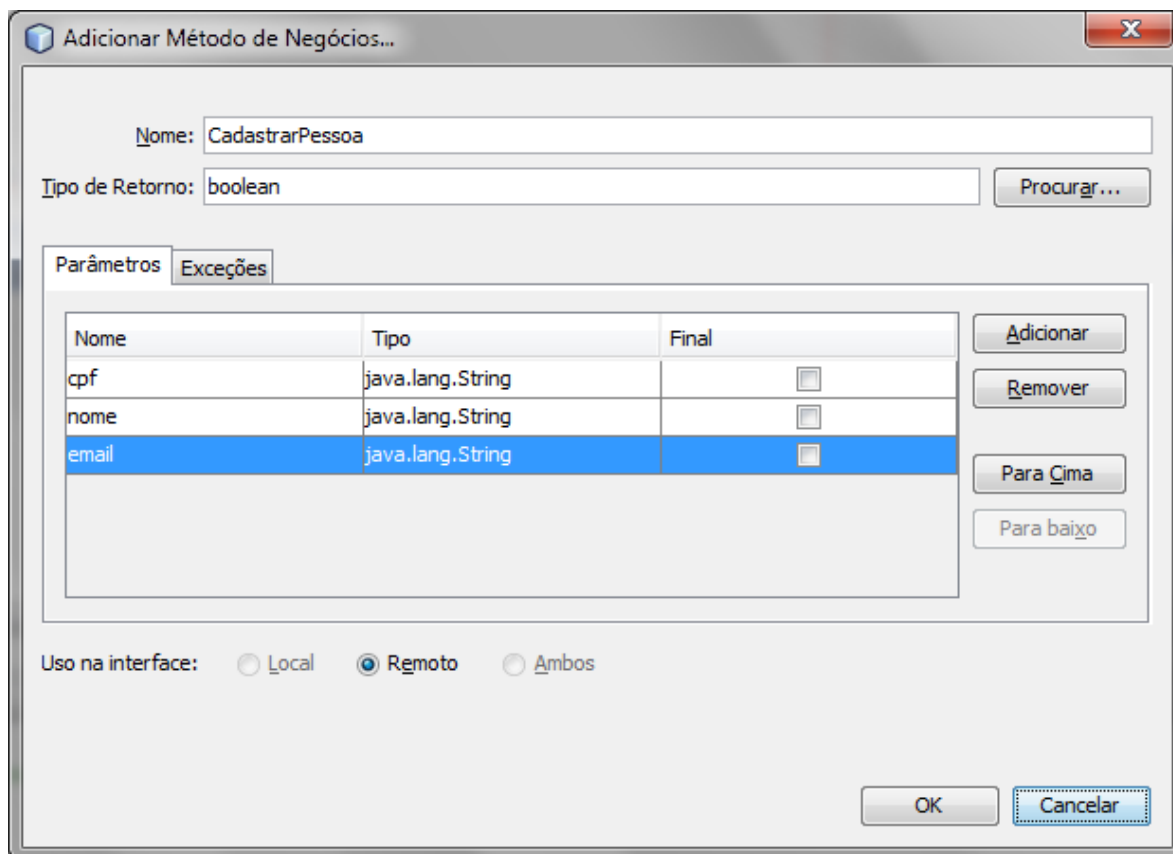 Adicionar Método de Negócios...
Nome: CadastrarPessoa
Tipo de Retorno: boolean Procurar...
Parâmetros Exceções
Nome Tipo Final Adicionar
cpf java.lang.String Remover
nome java.lang.String
email java.lang.String
Para Cima
Para baixo
Uso na interface: Local Remoto Ambos
OK Cancelar